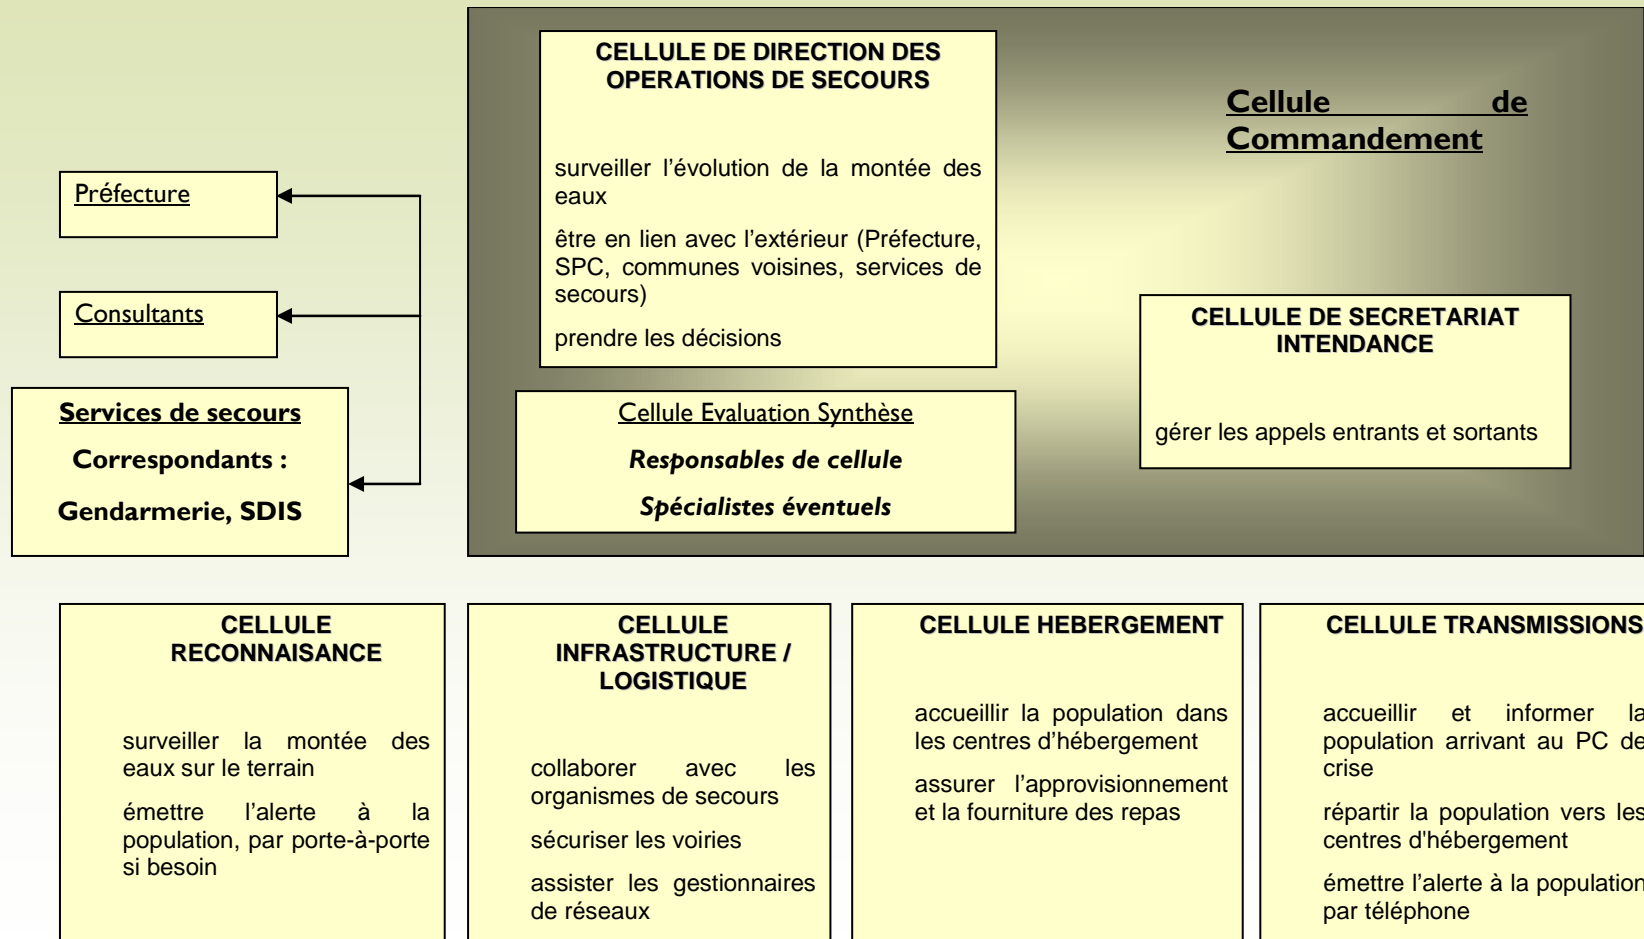 CELLULE DE DIRECTION DES
OPERATIONS DE SECOURS
surveiller l’évolution de la montée des
eaux
être en lien avec l’extérieur (Préfecture,
SPC, communes voisines, services de
secours)
prendre les décisions
Cellule de
Commandement
Préfecture
Consultants
Services de secours
Correspondants :
Gendarmerie, SDIS
Cellule Evaluation Synthèse
Responsables de cellule
Spécialistes éventuels
CELLULE DE SECRETARIAT
INTENDANCE
gérer les appels entrants et sortants
CELLULE
RECONNAISANCE
surveiller la montée des
eaux sur le terrain
émettre l’alerte à la
population, par porte-à-porte
si besoin
CELLULE
INFRASTRUCTURE /
LOGISTIQUE
collaborer avec les
organismes de secours
sécuriser les voiries
assister les gestionnaires
de réseaux
CELLULE HEBERGEMENT
accueillir la population dans
les centres d’hébergement
assurer l’approvisionnement
et la fourniture des repas
CELLULE TRANSMISSIONS
accueillir et informer la
population arrivant au PC de
crise
répartir la population vers les
centres d'hébergement
émettre l’alerte à la population
par téléphone